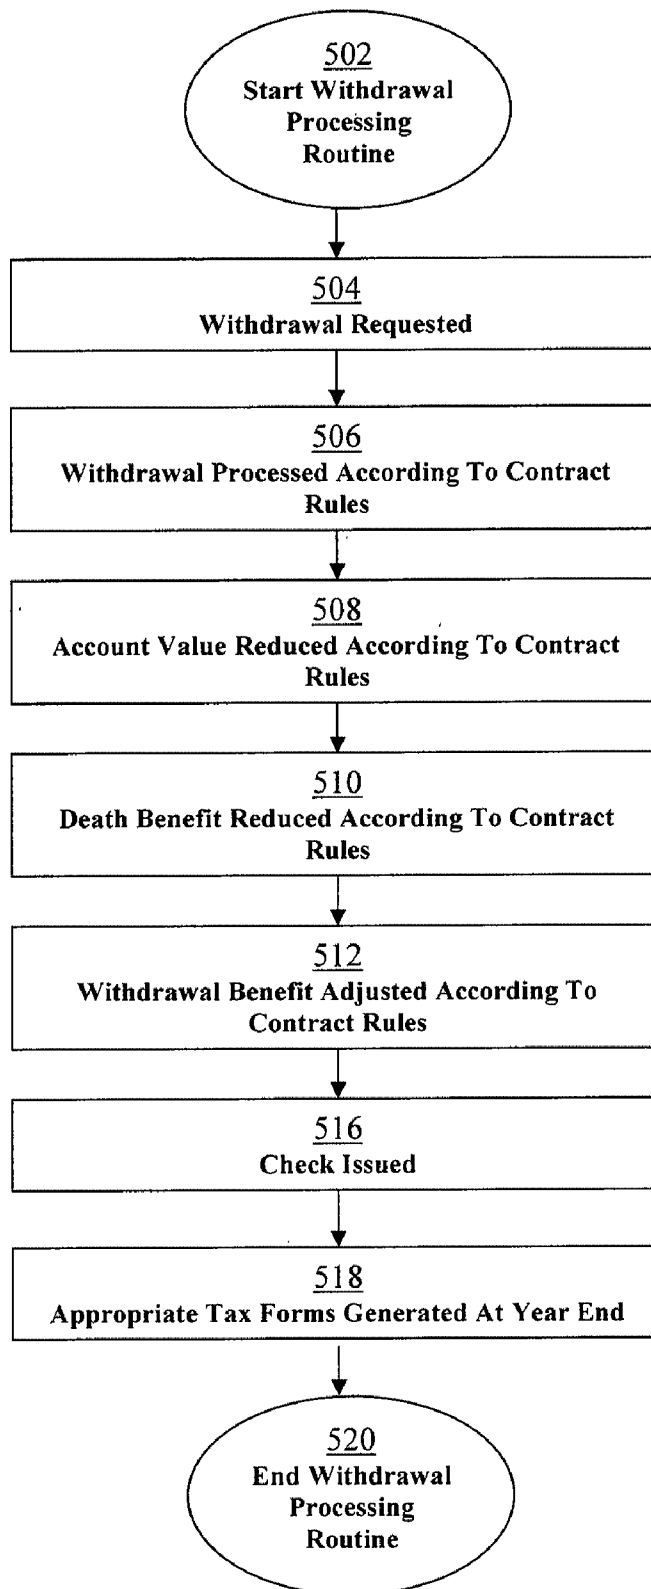 502
Start Withdrawal
Processing
Routine
504
Withdrawal Requested
506
Withdrawal Processed According To Contract
Rules
508
Account Value Reduced According To Contract
Rules
510
Death Benefit Reduced According To Contract
Rules
512
Withdrawal Benefit Adjusted According To
Contract Rules
516
Check Issued
518
Appropriate Tax Forms Generated At Year End
520
End Withdrawal
Processing
Routine